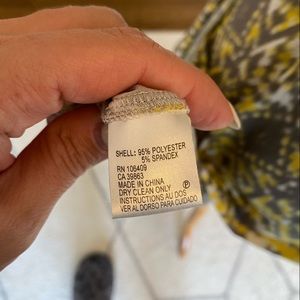 SHELL: 95% POLYESTER
5% SPANDEX
RN 106409
CA 39863
MADE IN CHINA
DRY CLEAN ONLY
INSTRUCTIONS AU DOS
VER AL DORSO PARA CUIDADO
P